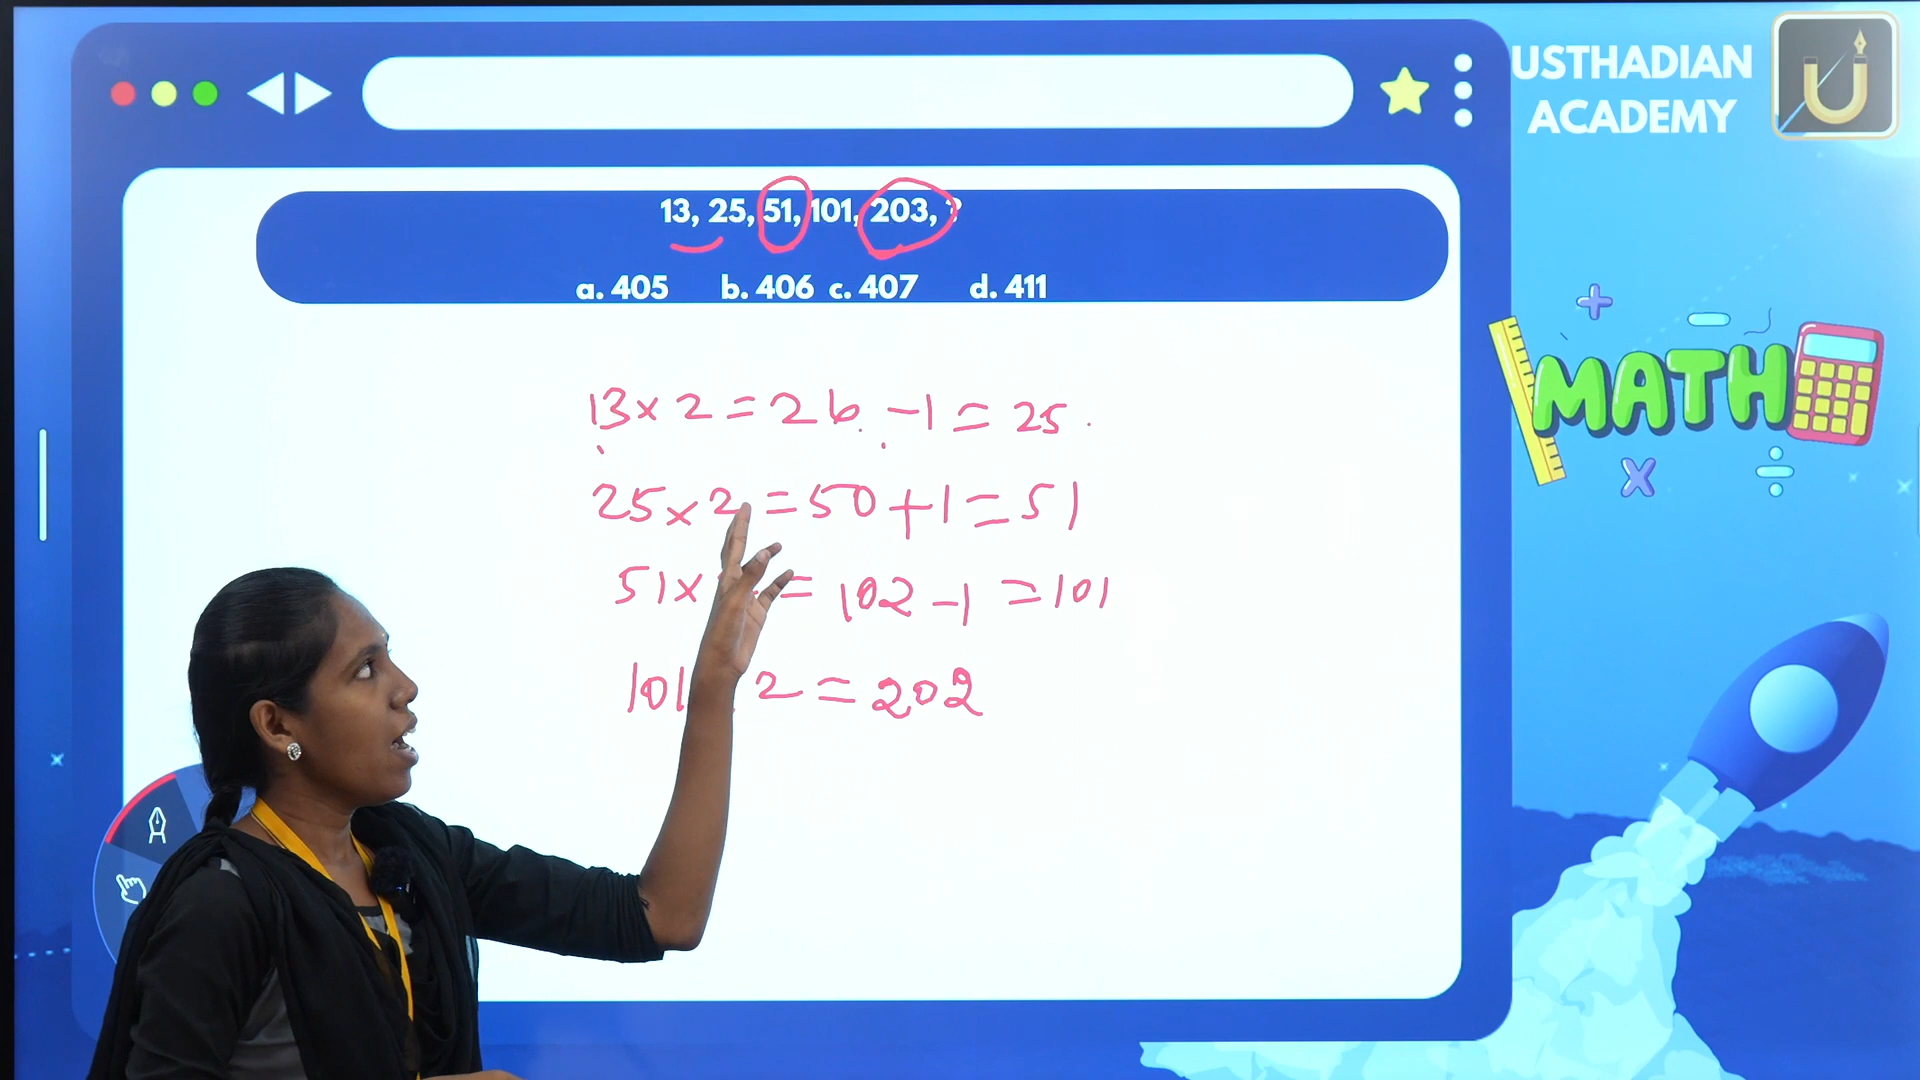 USTHADIAN
ACADEMY
U
13, 25, 51, 101, 203, ?
a. 405 b. 406 c. 407 d. 411
13 × 2 = 26 - 1 = 25
25 × 2 = 50 + 1 = 51
51 × = 102 - 1 = 101
101 2 = 202
MATH